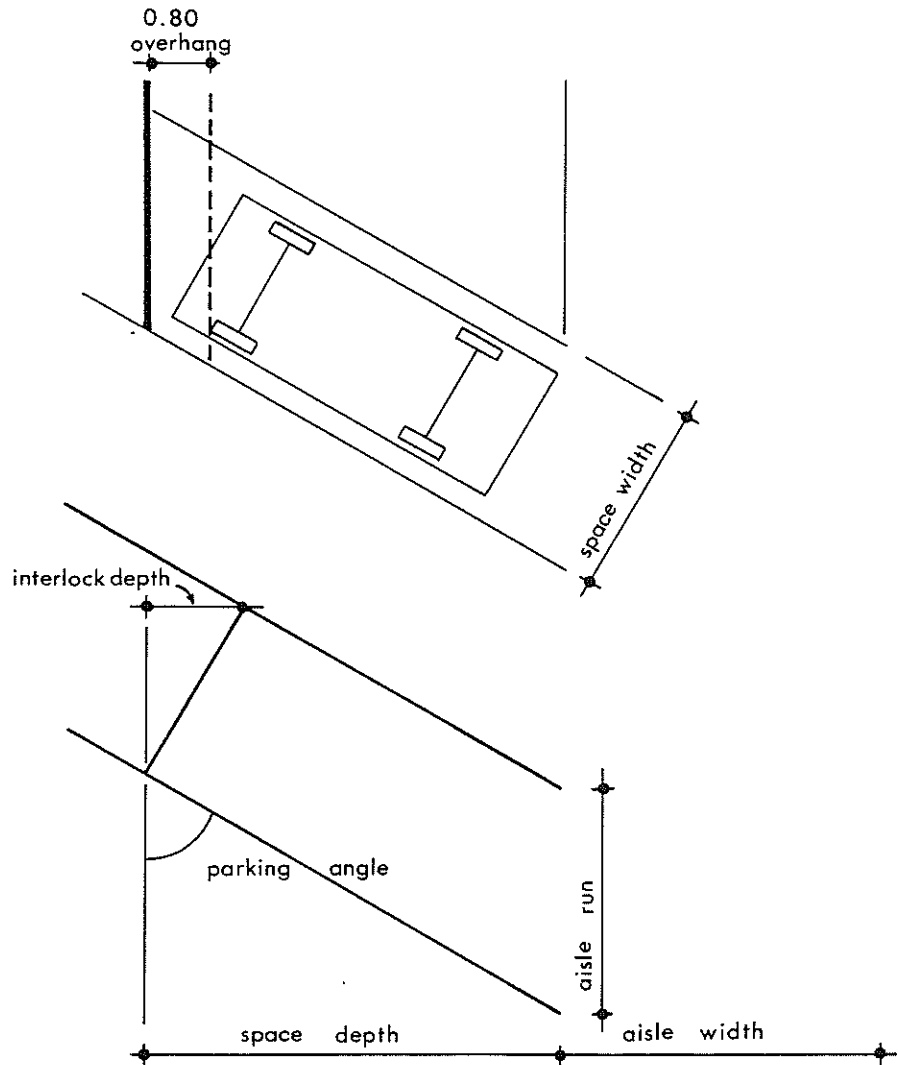 0.80
overhang
space width
interlock depth
parking angle
aisle run
space depth
aisle width